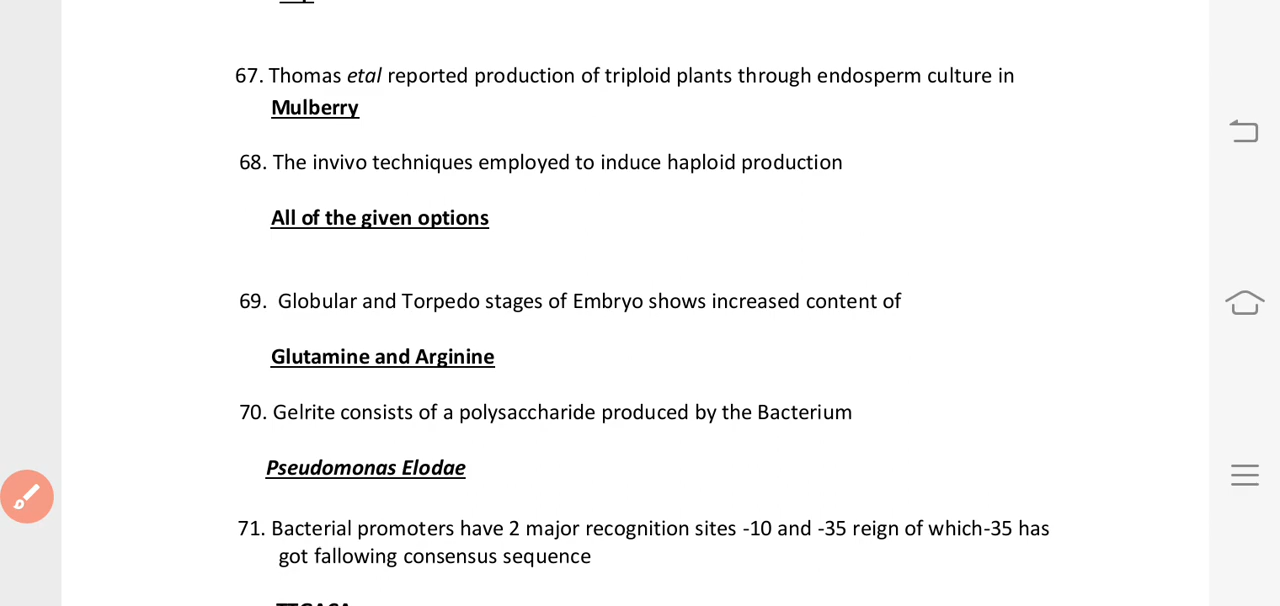 67. Thomas etal reported production of triploid plants through endosperm culture in
Mulberry
68. The invivo techniques employed to induce haploid production
All of the given options
69. Globular and Torpedo stages of Embryo shows increased content of
Glutamine and Arginine
70. Gelrite consists of a polysaccharide produced by the Bacterium
Pseudomonas Elodae
71. Bacterial promoters have 2 major recognition sites -10 and -35 reign of which-35 has
got fallowing consensus sequence